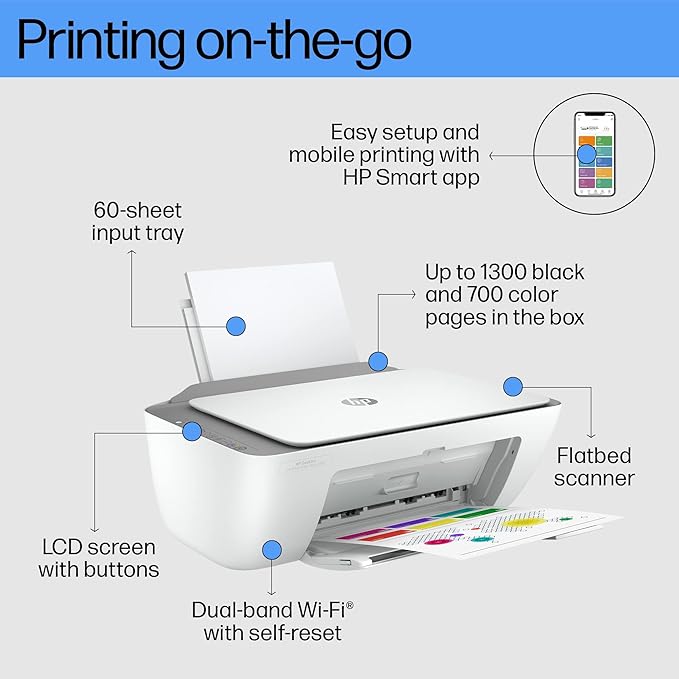 Printing on-the-go
Easy setup and
mobile printing with
HP Smart app
60-sheet
input tray
Up to 1300 black
and 700 color
pages in the box
hp
Flatbed
scanner
LCD screen
with buttons
Dual-band Wi-Fi®
with self-reset